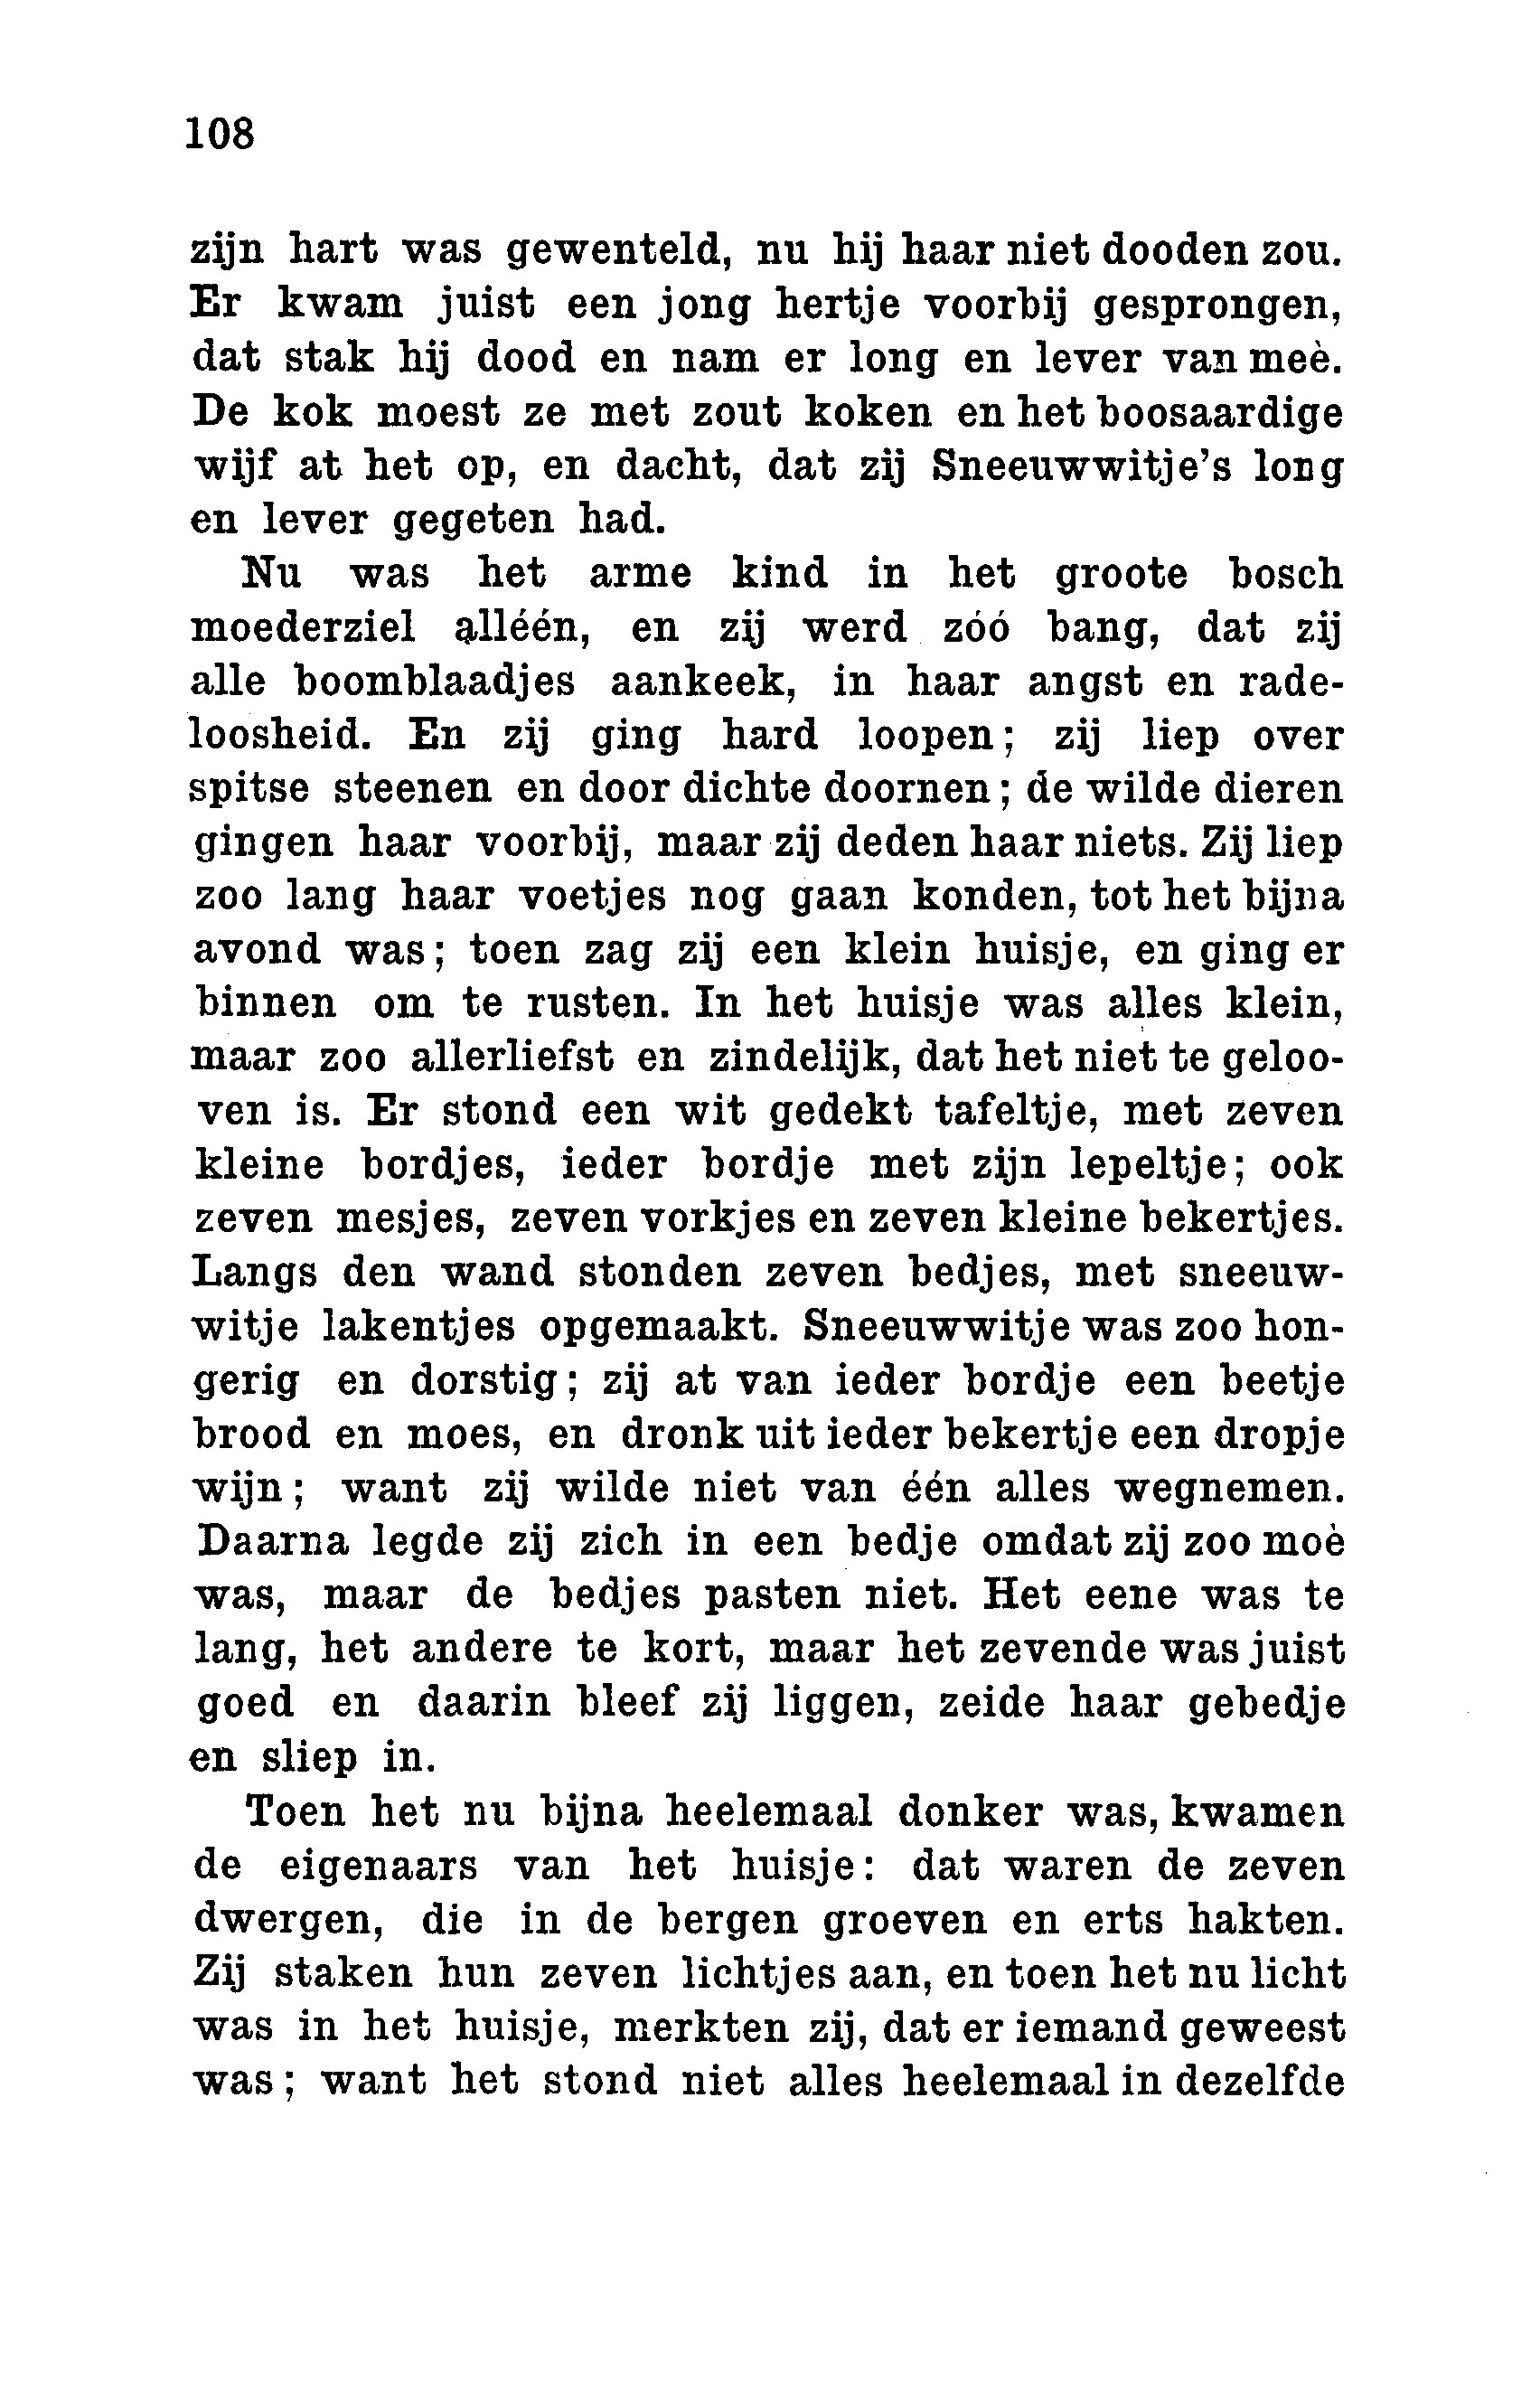 108
zijn hart was gewenteld, nu hij haar niet dooden zou.
Er kwam juist een jong hertje voorbij gesprongen,
dat stak hij dood en nam er long en lever van meè.
De kok moest ze met zout koken en het boosaardige
wijf at het op, en dacht, dat zij Sneeuwwitje's long
en lever gegeten had.
Nu was het arme kind in het groote bosch
moederziel alléén, en zij werd zóó bang, dat zij
alle boomblaadjes aankeek, in haar angst en rade-
loosheid. En zij ging hard loopen; zij liep over
spitse steenen en door dichte doornen; de wilde dieren
gingen haar voorbij, maar zij deden haar niets. Zij liep
zoo lang haar voetjes nog gaan konden, tot het bijna
avond was; toen zag zij een klein huisje, en ging er
binnen om te rusten. In het huisje was alles klein,
maar zoo allerliefst en zindelijk, dat het niet te geloo-
ven is. Er stond een wit gedekt tafeltje, met zeven
kleine bordjes, ieder bordje met zijn lepeltje; ook
zeven mesjes, zeven vorkjes en zeven kleine bekertjes.
Langs den wand stonden zeven bedjes, met sneeuw-
witje lakentjes opgemaakt. Sneeuwwitje was zoo hon-
gerig en dorstig; zij at van ieder bordje een beetje
brood en moes, en dronk uit ieder bekertje een dropje
wijn; want zij wilde niet van één alles wegnemen.
Daarna legde zij zich in een bedje omdat zij zoo moè
was, maar de bedjes pasten niet. Het eene was te
lang, het andere te kort, maar het zevende was juist
goed en daarin bleef zij liggen, zeide haar gebedje
en sliep in.
Toen het nu bijna heelemaal donker was, kwamen
de eigenaars van het huisje: dat waren de zeven
dwergen, die in de bergen groeven en erts hakten.
Zij staken hun zeven lichtjes aan, en toen het nu licht
was in het huisje, merkten zij, dat er iemand geweest
was; want het stond niet alles heelemaal in dezelfde